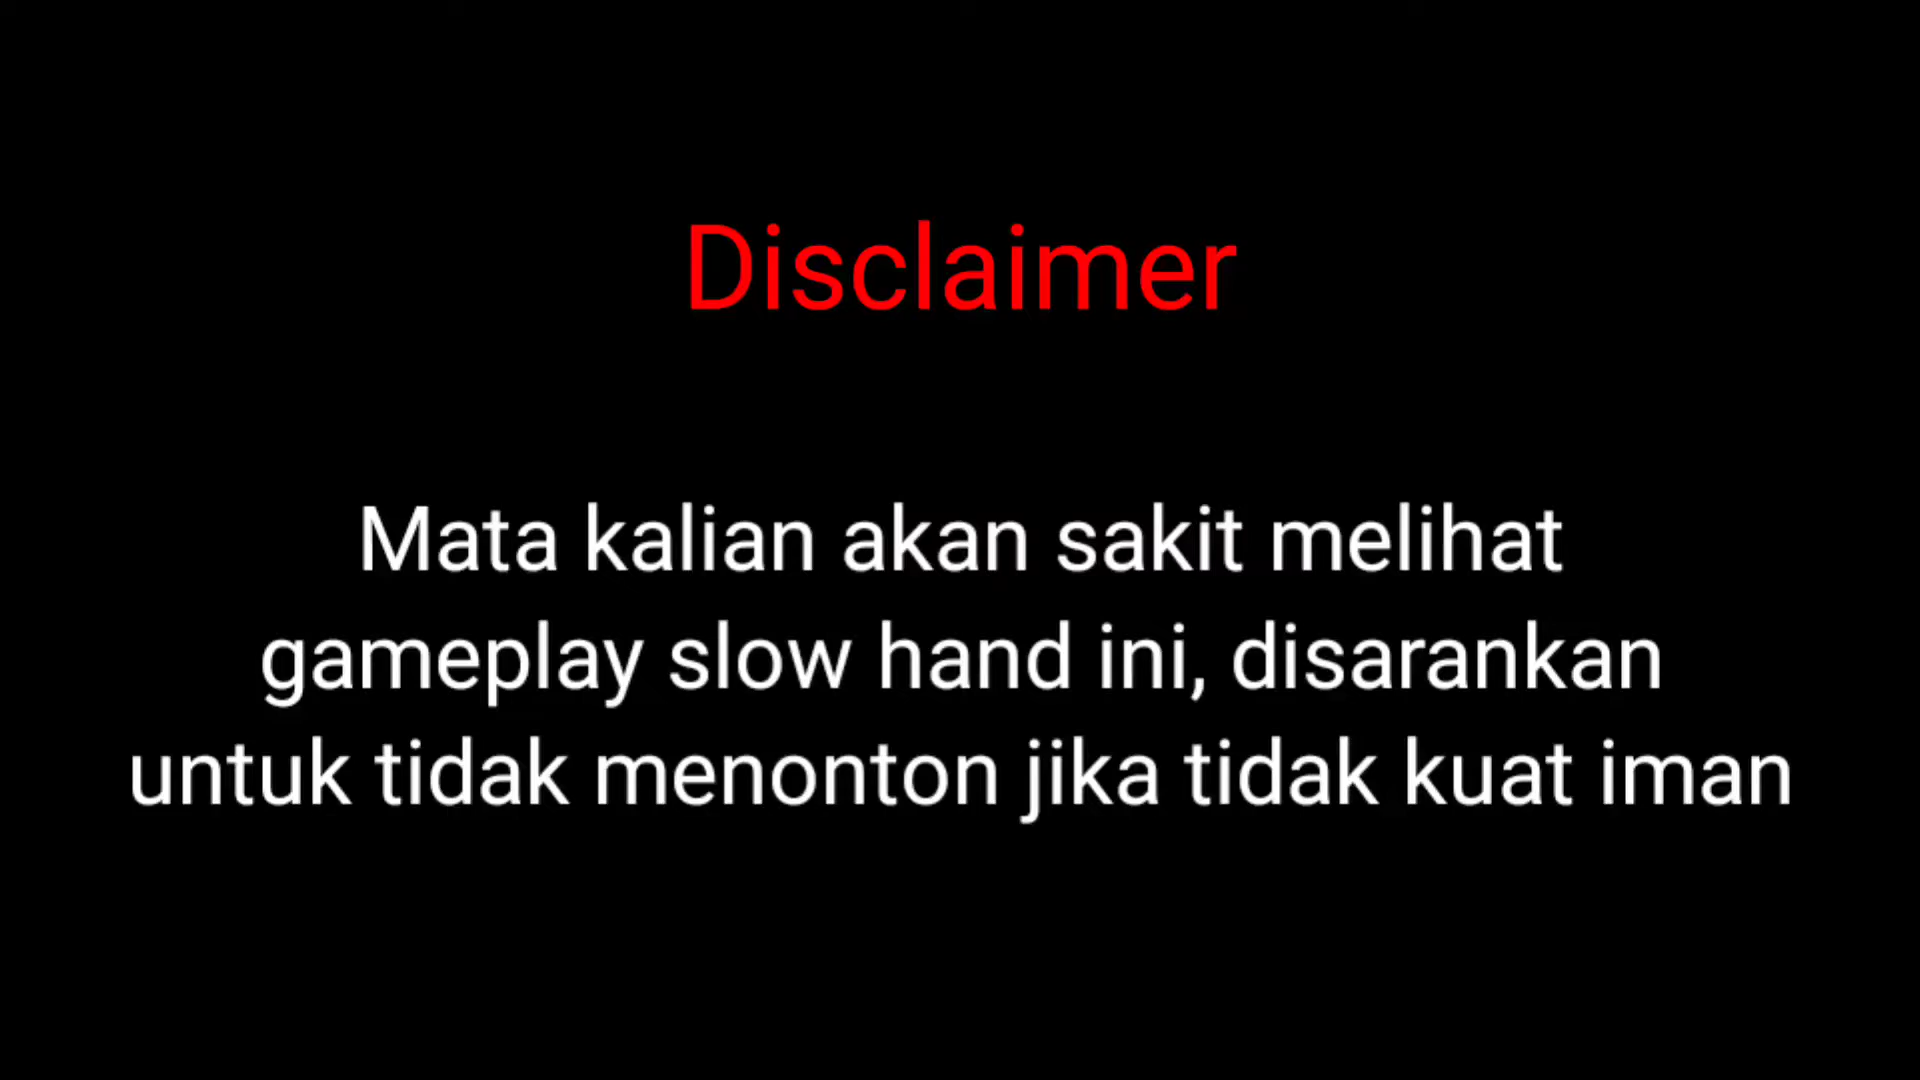 Disclaimer
Mata kalian akan sakit melihat
gameplay slow hand ini, disarankan
untuk tidak menonton jika tidak kuat iman